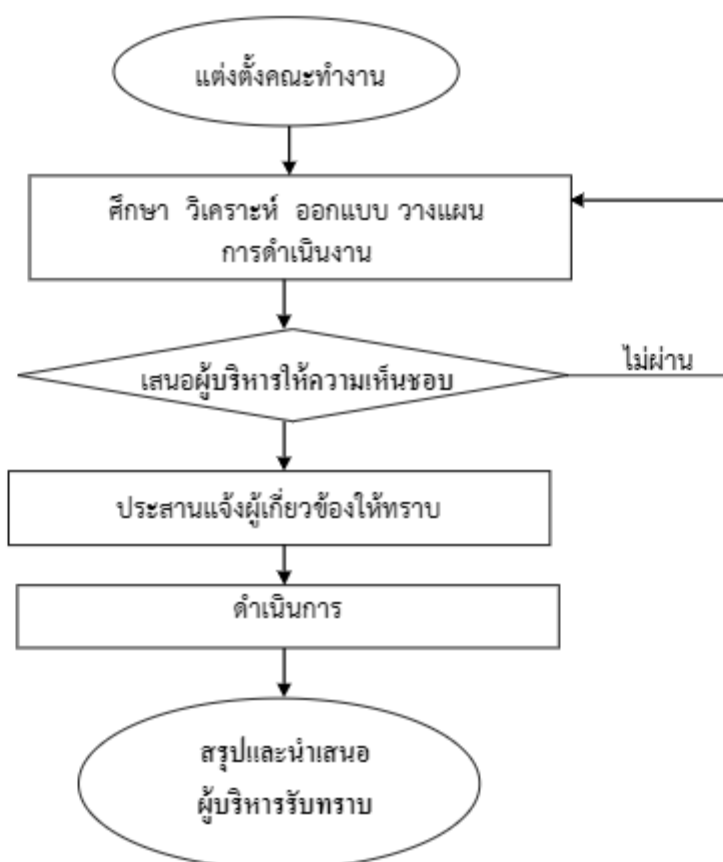 แต่งตั้งคณะทำงาน
ศึกษา วิเคราะห์ ออกแบบ วางแผน
การดำเนินงาน
เสนอผู้บริหารให้ความเห็นชอบ
ไม่ผ่าน
ประสานแจ้งผู้เกี่ยวข้องให้ทราบ
ดำเนินการ
สรุปและนำเสนอ
ผู้บริหารรับทราบ